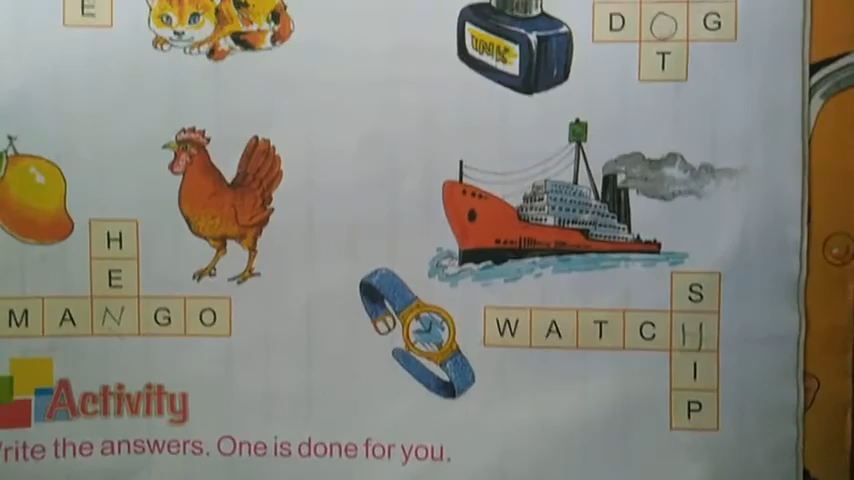 E
INK
D O G
T
H
E
M A N G O
S
W A T C H
I
P
Activity
rite the answers. One is done for you.